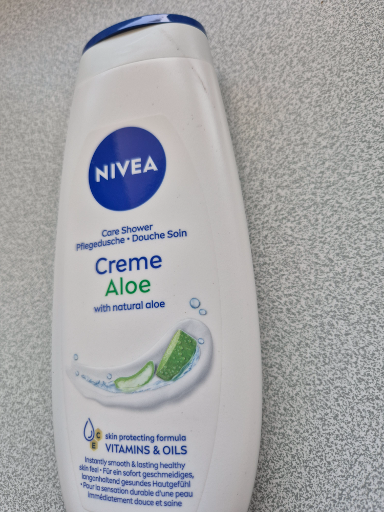 NIVEA
Care Shower
Pflegedusche • Douche Soin
Creme
Aloe
with natural aloe
C
E
skin protecting formula
VITAMINS & OILS
Instantly smooth & lasting healthy
skin feel • Für ein sofort geschmeidiges,
langanhaltend gesundes Hautgefühl
• Pour la sensation durable d'une peau
immédiatement douce et saine